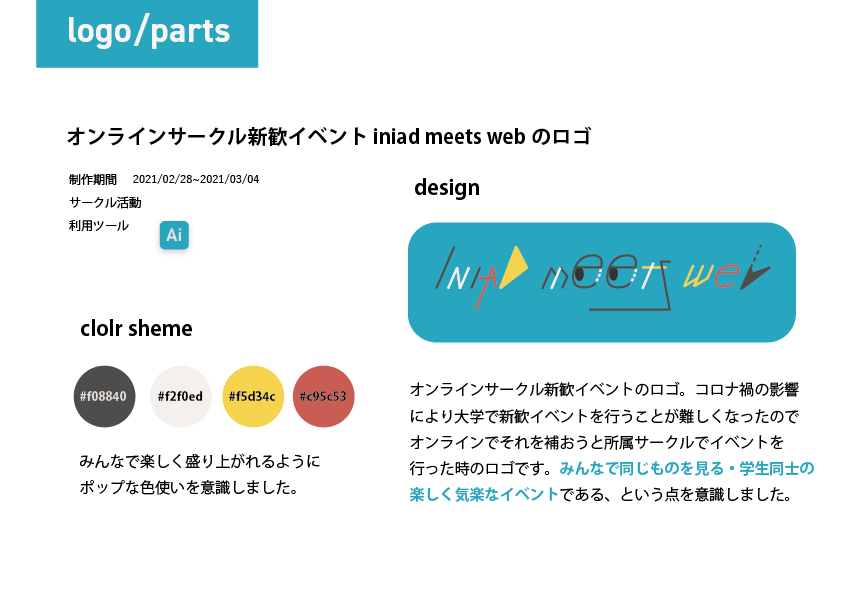 logo/parts
オンラインサークル新歓イベント iniad meets web のロゴ
制作期間 2021/02/28~2021/03/04
サークル活動
利用ツール
Ai
clolr sheme
#f08840 #f2f0ed #f5d34c #c95c53
みんなで楽しく盛り上がれるように
ポップな色使いを意識しました。
design
INIAD meets web
オンラインサークル新歓イベントのロゴ。コロナ禍の影響
により大学で新歓イベントを行うことが難しくなったので
オンラインでそれを補おうと所属サークルでイベントを
行った時のロゴです。みんなで同じものを見る・学生同士の
楽しく気楽なイベントである、という点を意識しました。